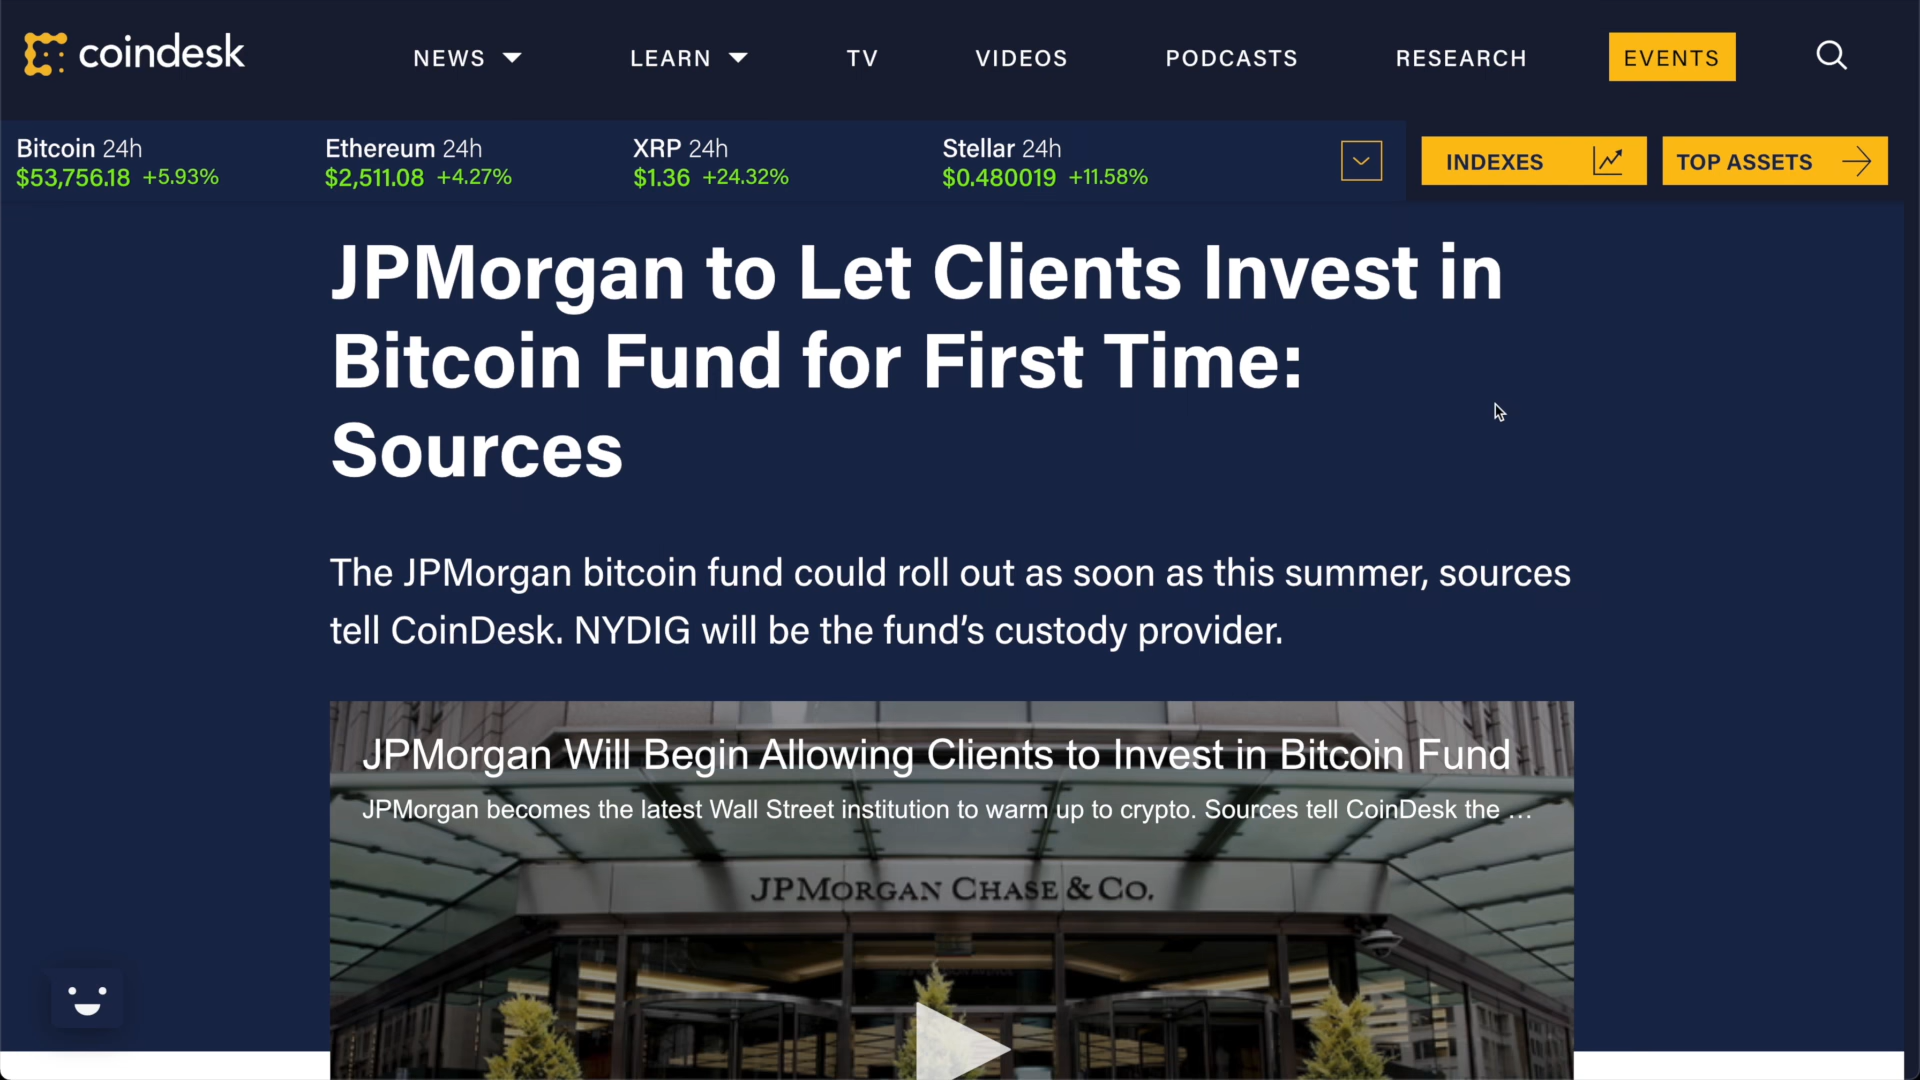 coindesk
NEWS LEARN TV VIDEOS PODCASTS RESEARCH EVENTS
Bitcoin 24h
$53,756.18 +5.93%
Ethereum 24h
$2,511.08 +4.27%
XRP 24h
$1.36 +24.32%
Stellar 24h
$0.480019 +11.58%
INDEXES
TOP ASSETS
JPMorgan to Let Clients Invest in
Bitcoin Fund for First Time:
Sources
The JPMorgan bitcoin fund could roll out as soon as this summer, sources
tell CoinDesk. NYDIG will be the fund’s custody provider.
JPMorgan Will Begin Allowing Clients to Invest in Bitcoin Fund
JPMorgan becomes the latest Wall Street institution to warm up to crypto. Sources tell CoinDesk the ...
JPMORGAN CHASE & CO.